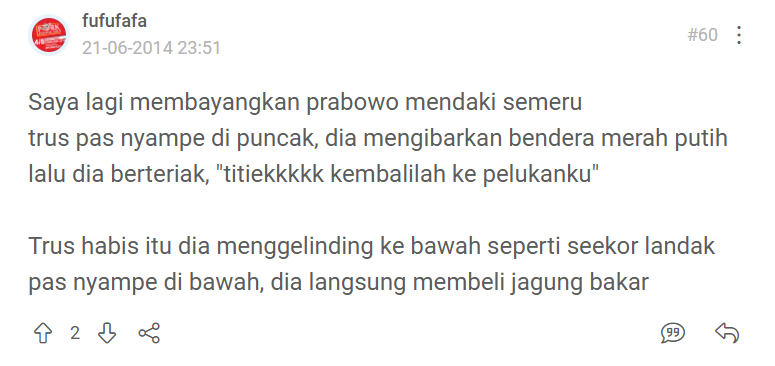 fufufafa
21-06-2014 23:51
#60
Saya lagi membayangkan prabowo mendaki semeru
trus pas nyampe di puncak, dia mengibarkan bendera merah putih
lalu dia berteriak, "titiekkkkk kembalilah ke pelukanku"
Trus habis itu dia menggelinding ke bawah seperti seekor landak
pas nyampe di bawah, dia langsung membeli jagung bakar
2